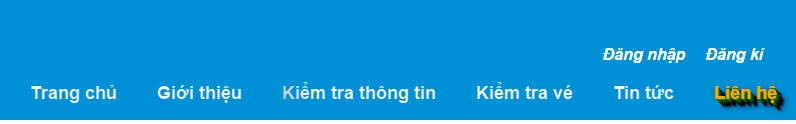 Đăng nhập Đăng kí
Trang chủ Giới thiệu Kiểm tra thông tin Kiểm tra vé Tin tức Liên hệ